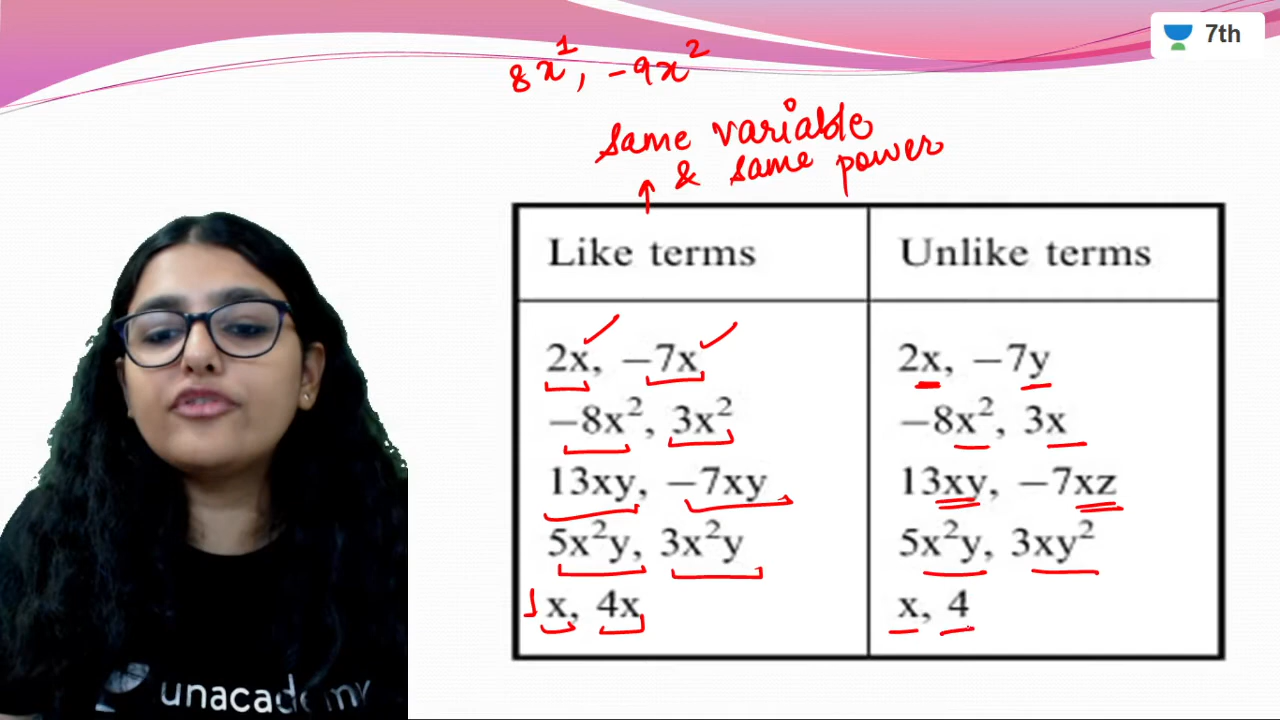 7th
8x¹, -9x²
same variable
& same power
Like terms
Unlike terms
2x, −7x
2x, −7y
−8x², 3x²
−8x², 3x
13xy, −7xy
13xy, −7xz
5x²y, 3x²y
5x²y, 3xy²
1x, 4x
x, 4
unacademy